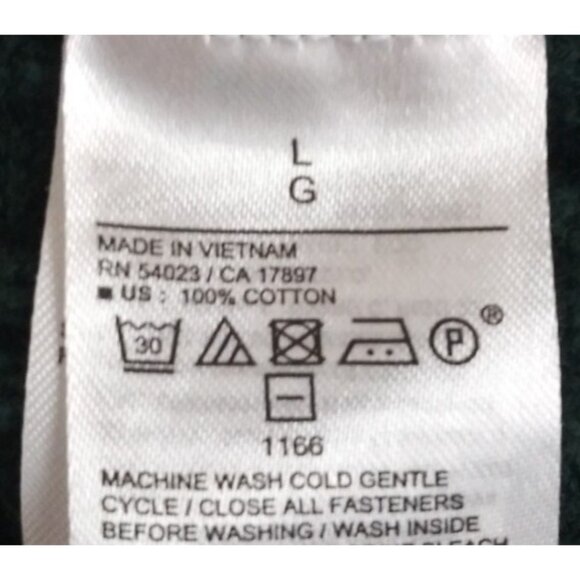 L
G
MADE IN VIETNAM
RN 54023 / CA 17897
■ US : 100% COTTON
30 P ®
1166
MACHINE WASH COLD GENTLE
CYCLE / CLOSE ALL FASTENERS
BEFORE WASHING / WASH INSIDE
BLEACH